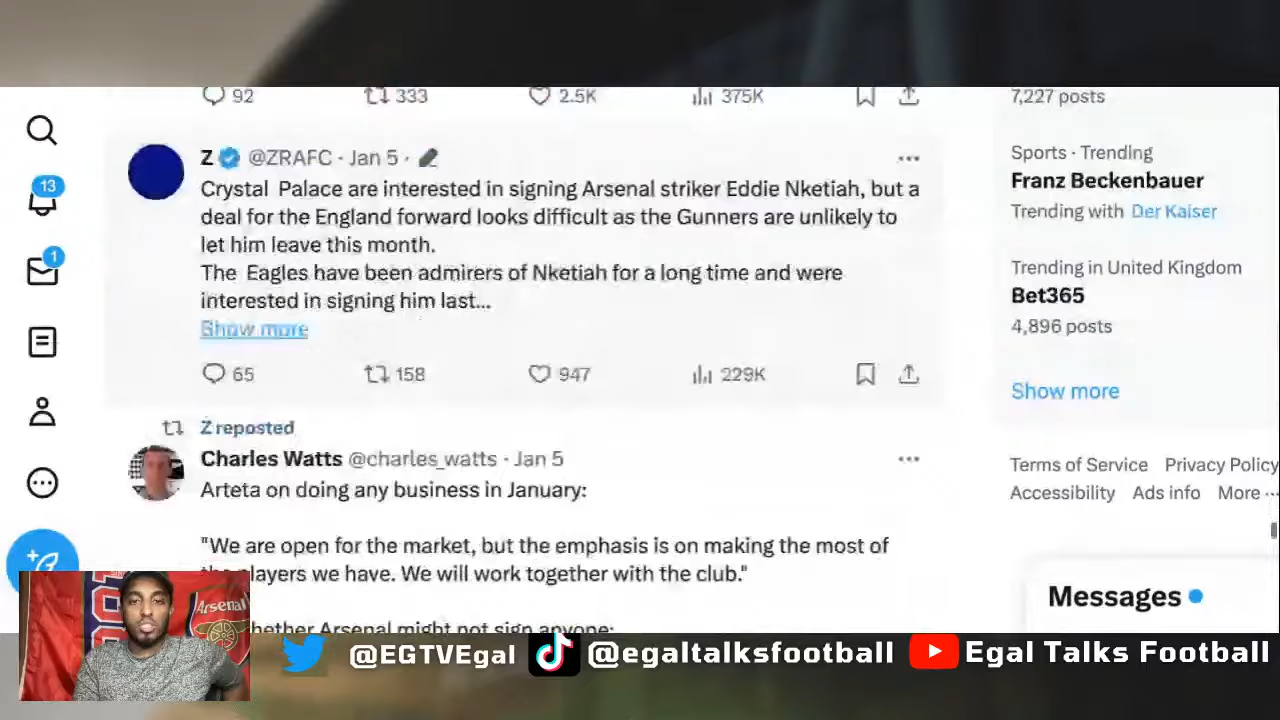 92 333 2.5K 375K
7,227 posts
13
Z @ZRAFC · Jan 5 ·
Crystal Palace are interested in signing Arsenal striker Eddie Nketiah, but a
deal for the England forward looks difficult as the Gunners are unlikely to
let him leave this month.
The Eagles have been admirers of Nketiah for a long time and were
interested in signing him last...
Show more
65 158 947 229K
Sports · Trending
Franz Beckenbauer
Trending with Der Kaiser
1
Trending in United Kingdom
Bet365
4,896 posts
Show more
Z reposted
Charles Watts @charles_watts · Jan 5
Arteta on doing any business in January:
"We are open for the market, but the emphasis is on making the most of
players we have. We will work together with the club."
hether Arsenal might not sign anyone:
Terms of Service Privacy Policy
Accessibility Ads info More ...
Messages
Arsenal
@EGTVEgal @egaltalksfootball Egal Talks Football